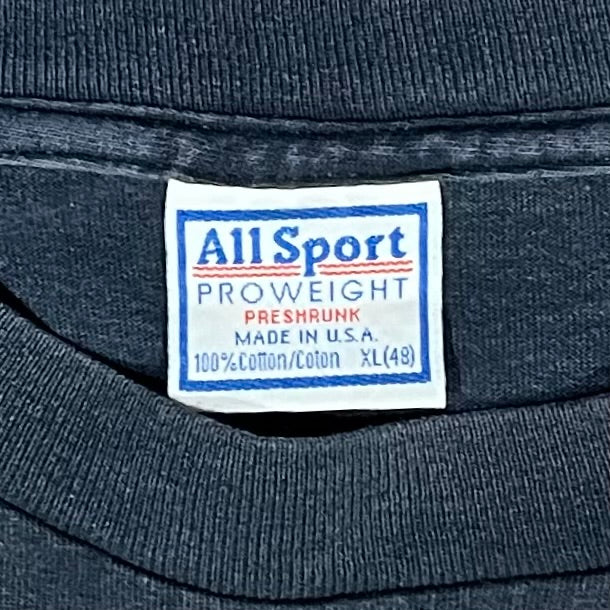 All Sport
PROWEIGHT
PRESHRUNK
MADE IN U.S.A.
100% Cotton/Coton XL(48)